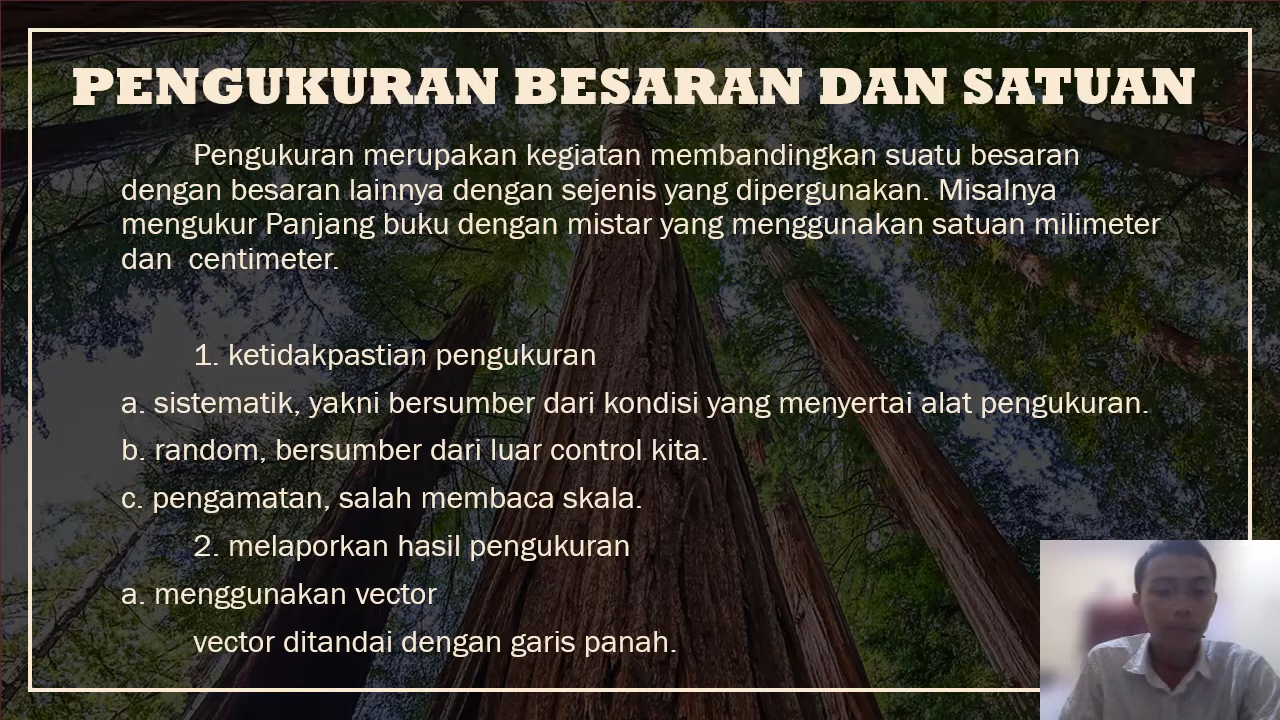 PENGUKURAN BESARAN DAN SATUAN
Pengukuran merupakan kegiatan membandingkan suatu besaran
dengan besaran lainnya dengan sejenis yang dipergunakan. Misalnya
mengukur Panjang buku dengan mistar yang menggunakan satuan milimeter
dan centimeter.
1. ketidakpastian pengukuran
a. sistematik, yakni bersumber dari kondisi yang menyertai alat pengukuran.
b. random, bersumber dari luar control kita.
c. pengamatan, salah membaca skala.
2. melaporkan hasil pengukuran
a. menggunakan vector
vector ditandai dengan garis panah.